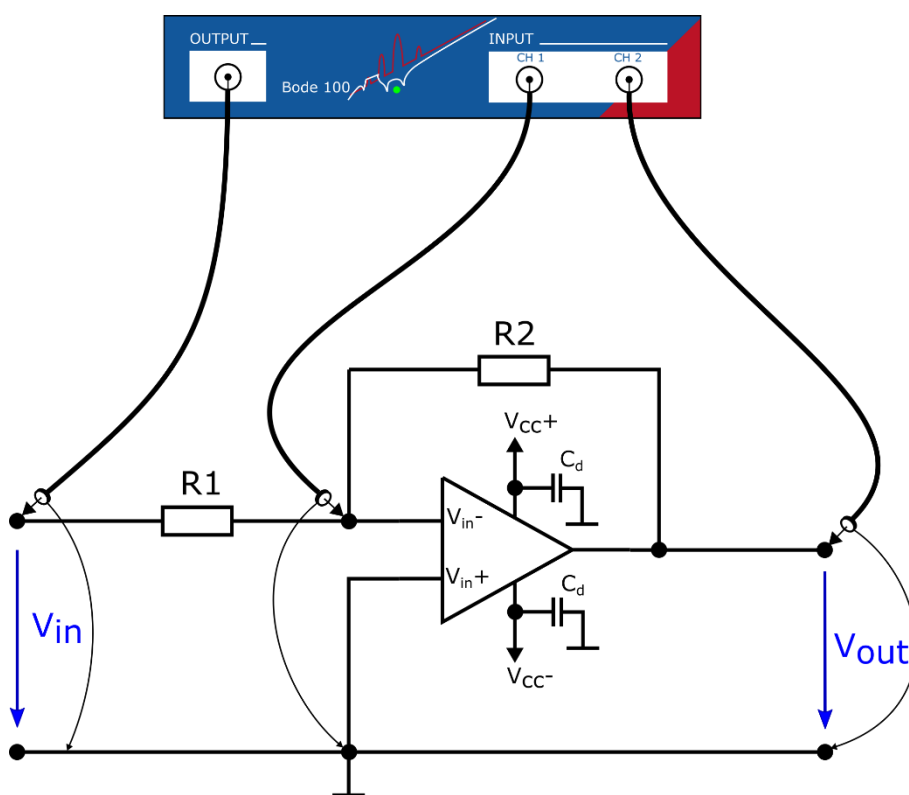 OUTPUT
INPUT
CH 1
CH 2
Bode 100
R2
VCC+
Cd
R1
Vin-
Vin+
Cd
Vin
Vout
VCC-